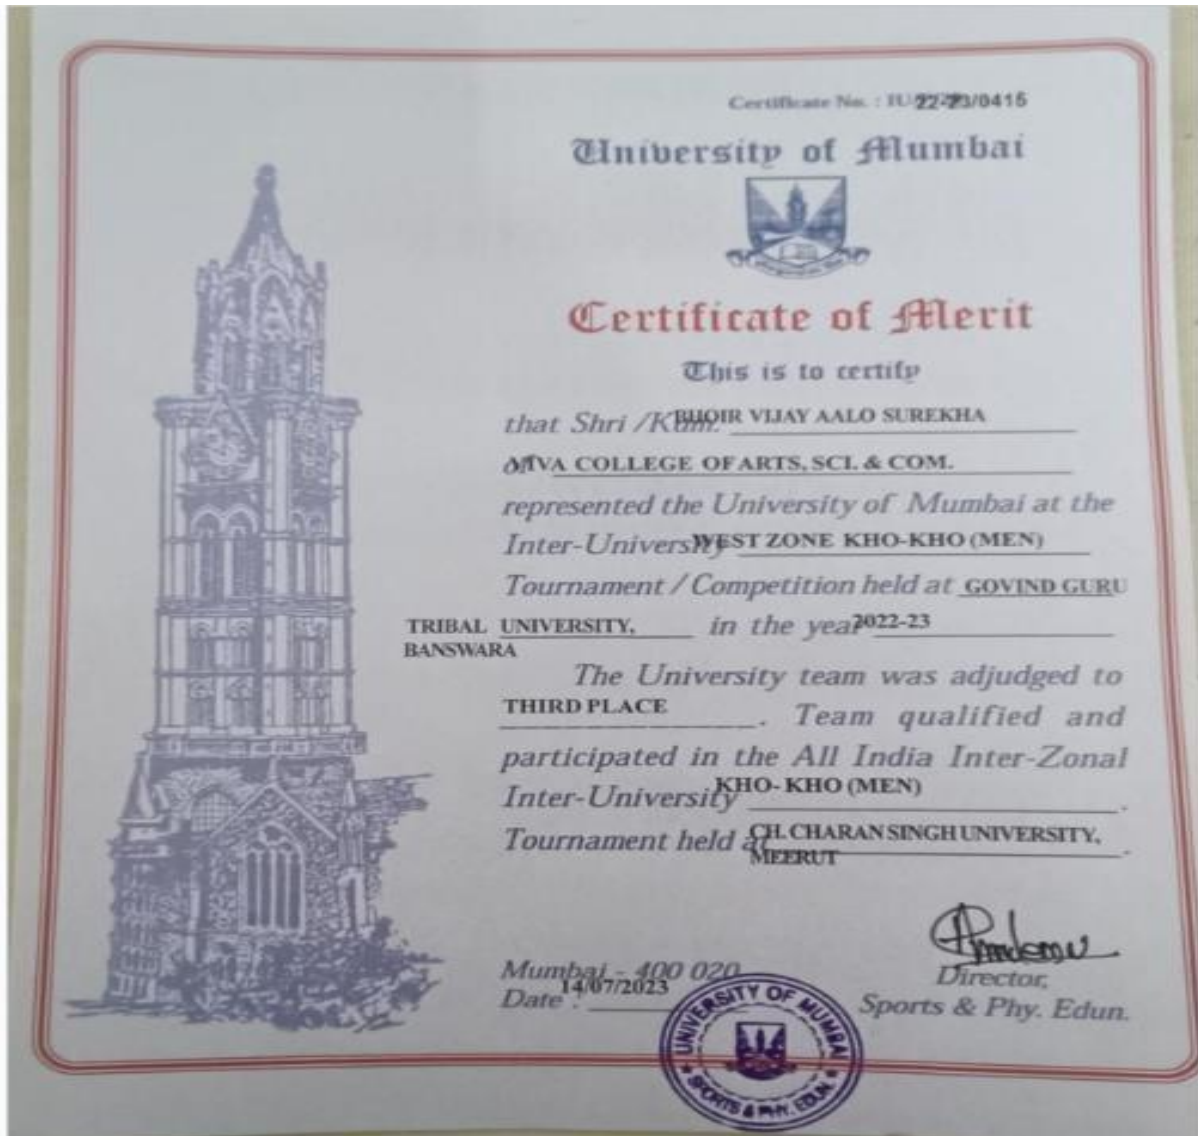 Certificate No. : IU 22-23/0415
University of Mumbai
Certificate of Merit
This is to certify
that Shri /Kum. BHOIR VIJAY AALO SUREKHA
of VIVA COLLEGE OF ARTS, SCI. & COM.
represented the University of Mumbai at the
Inter-University WEST ZONE KHO-KHO (MEN)
Tournament / Competition held at GOVIND GURU
TRIBAL UNIVERSITY, in the year 2022-23
BANSWARA
The University team was adjudged to
THIRD PLACE . Team qualified and
participated in the All India Inter-Zonal
Inter-University KHO- KHO (MEN) .
Tournament held at CH. CHARAN SINGH UNIVERSITY, .
MEERUT
Mumbai - 400 020
Date : 14/07/2023
Director,
Sports & Phy. Edun.
UNIVERSITY OF MUMBAI
SPORTS & PHY. EDUN.